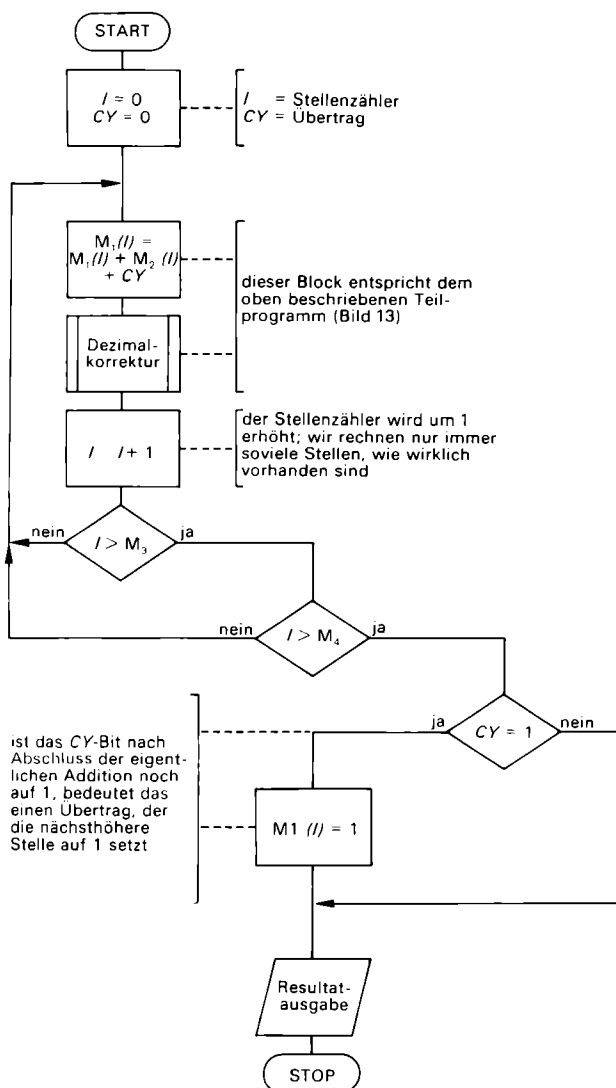 START
I = 0
CY = 0
I = Stellenzähler
CY = Übertrag
M₁(I) =
M₁(I) + M₂ (I)
+ CY
dieser Block entspricht dem
oben beschriebenen Teil-
programm (Bild 13)
Dezimal-
korrektur
I I + 1
der Stellenzähler wird um 1
erhöht; wir rechnen nur immer
soviele Stellen, wie wirklich
vorhanden sind
nein
I > M₃
ja
nein
I > M₄
ja
ja
CY = 1
nein
ist das CY-Bit nach
Abschluss der eigent-
lichen Addition noch
auf 1, bedeutet das
einen Übertrag, der
die nächsthöhere
Stelle auf 1 setzt
M1 (I) = 1
Resultat-
ausgabe
STOP